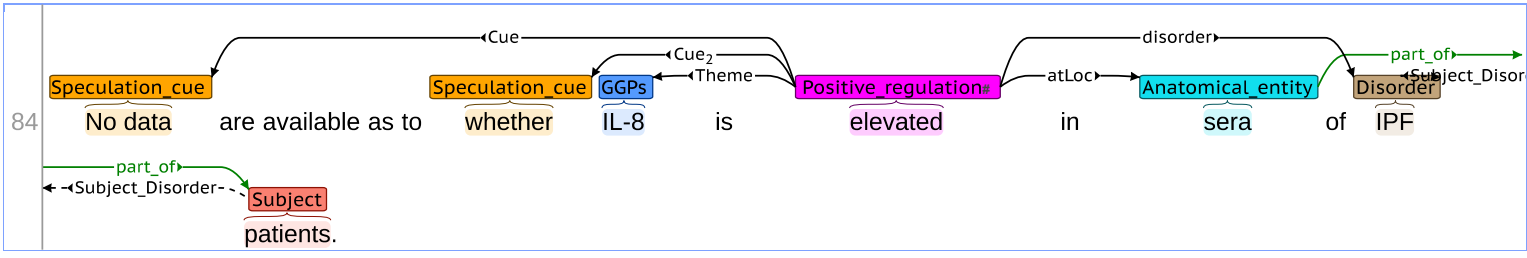 Cue disorder
Cue2 part_of
Theme atLoc Subject_Disor
Speculation_cue Speculation_cue GGPs Positive_regulation# Anatomical_entity Disorder
84 No data are available as to whether IL-8 is elevated in sera of IPF
part_of
Subject_Disorder
Subject
patients.